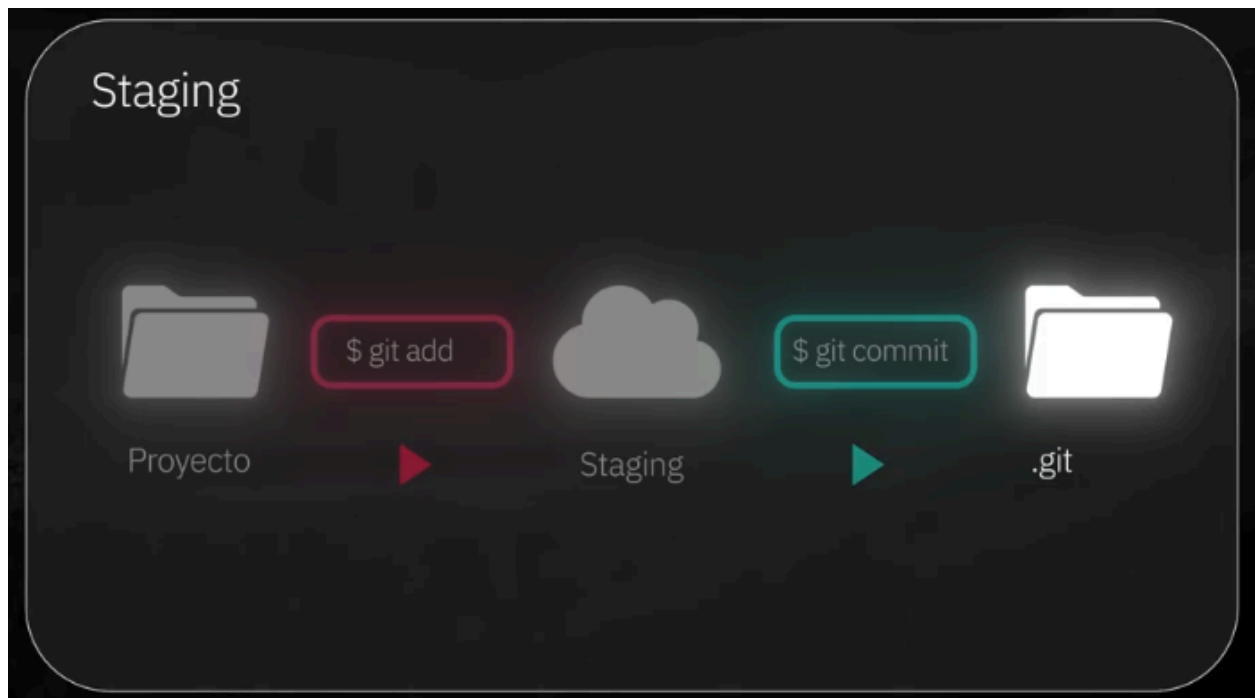 Staging
$ git add
$ git commit
Proyecto
Staging
.git